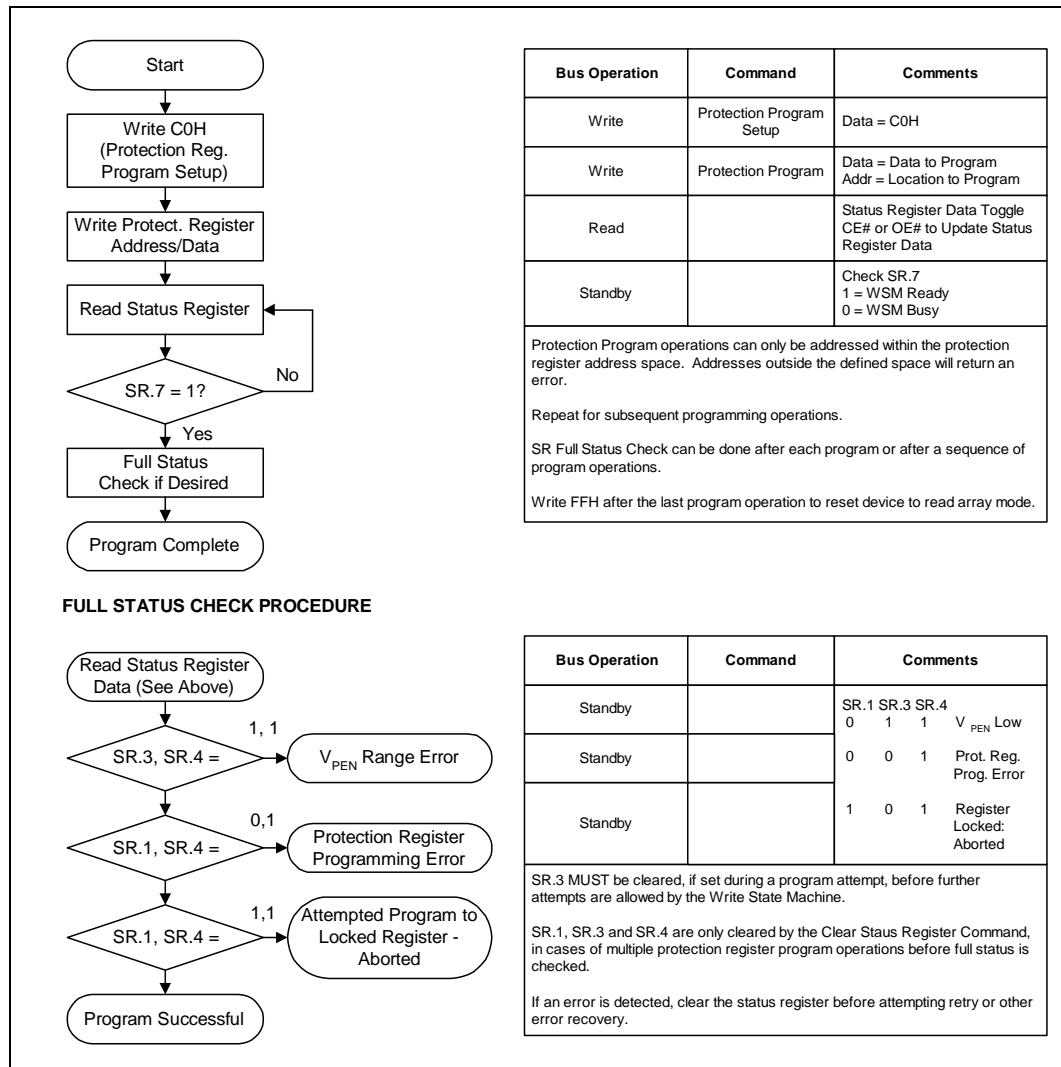 Start
Write C0H
(Protection Reg.
Program Setup)
Write Protect. Register
Address/Data
Read Status Register
No
SR.7 = 1?
Yes
Full Status
Check if Desired
Program Complete
Bus Operation Command Comments
Write Protection Program
Setup Data = C0H
Write Protection Program Data = Data to Program
Addr = Location to Program
Read Status Register Data Toggle
CE# or OE# to Update Status
Register Data
Standby Check SR.7
1 = WSM Ready
0 = WSM Busy
Protection Program operations can only be addressed within the protection
register address space. Addresses outside the defined space will return an
error.
Repeat for subsequent programming operations.
SR Full Status Check can be done after each program or after a sequence of
program operations.
Write FFH after the last program operation to reset device to read array mode.
FULL STATUS CHECK PROCEDURE
Read Status Register
Data (See Above)
1, 1
SR.3, SR.4 =
VPEN Range Error
0,1
SR.1, SR.4 =
Protection Register
Programming Error
1,1
SR.1, SR.4 =
Attempted Program to
Locked Register -
Aborted
Program Successful
Bus Operation Command Comments
Standby SR.1 SR.3 SR.4
0 1 1 V PEN Low
Standby 0 0 1 Prot. Reg.
Prog. Error
Standby 1 0 1 Register
Locked:
Aborted
SR.3 MUST be cleared, if set during a program attempt, before further
attempts are allowed by the Write State Machine.
SR.1, SR.3 and SR.4 are only cleared by the Clear Staus Register Command,
in cases of multiple protection register program operations before full status is
checked.
If an error is detected, clear the status register before attempting retry or other
error recovery.